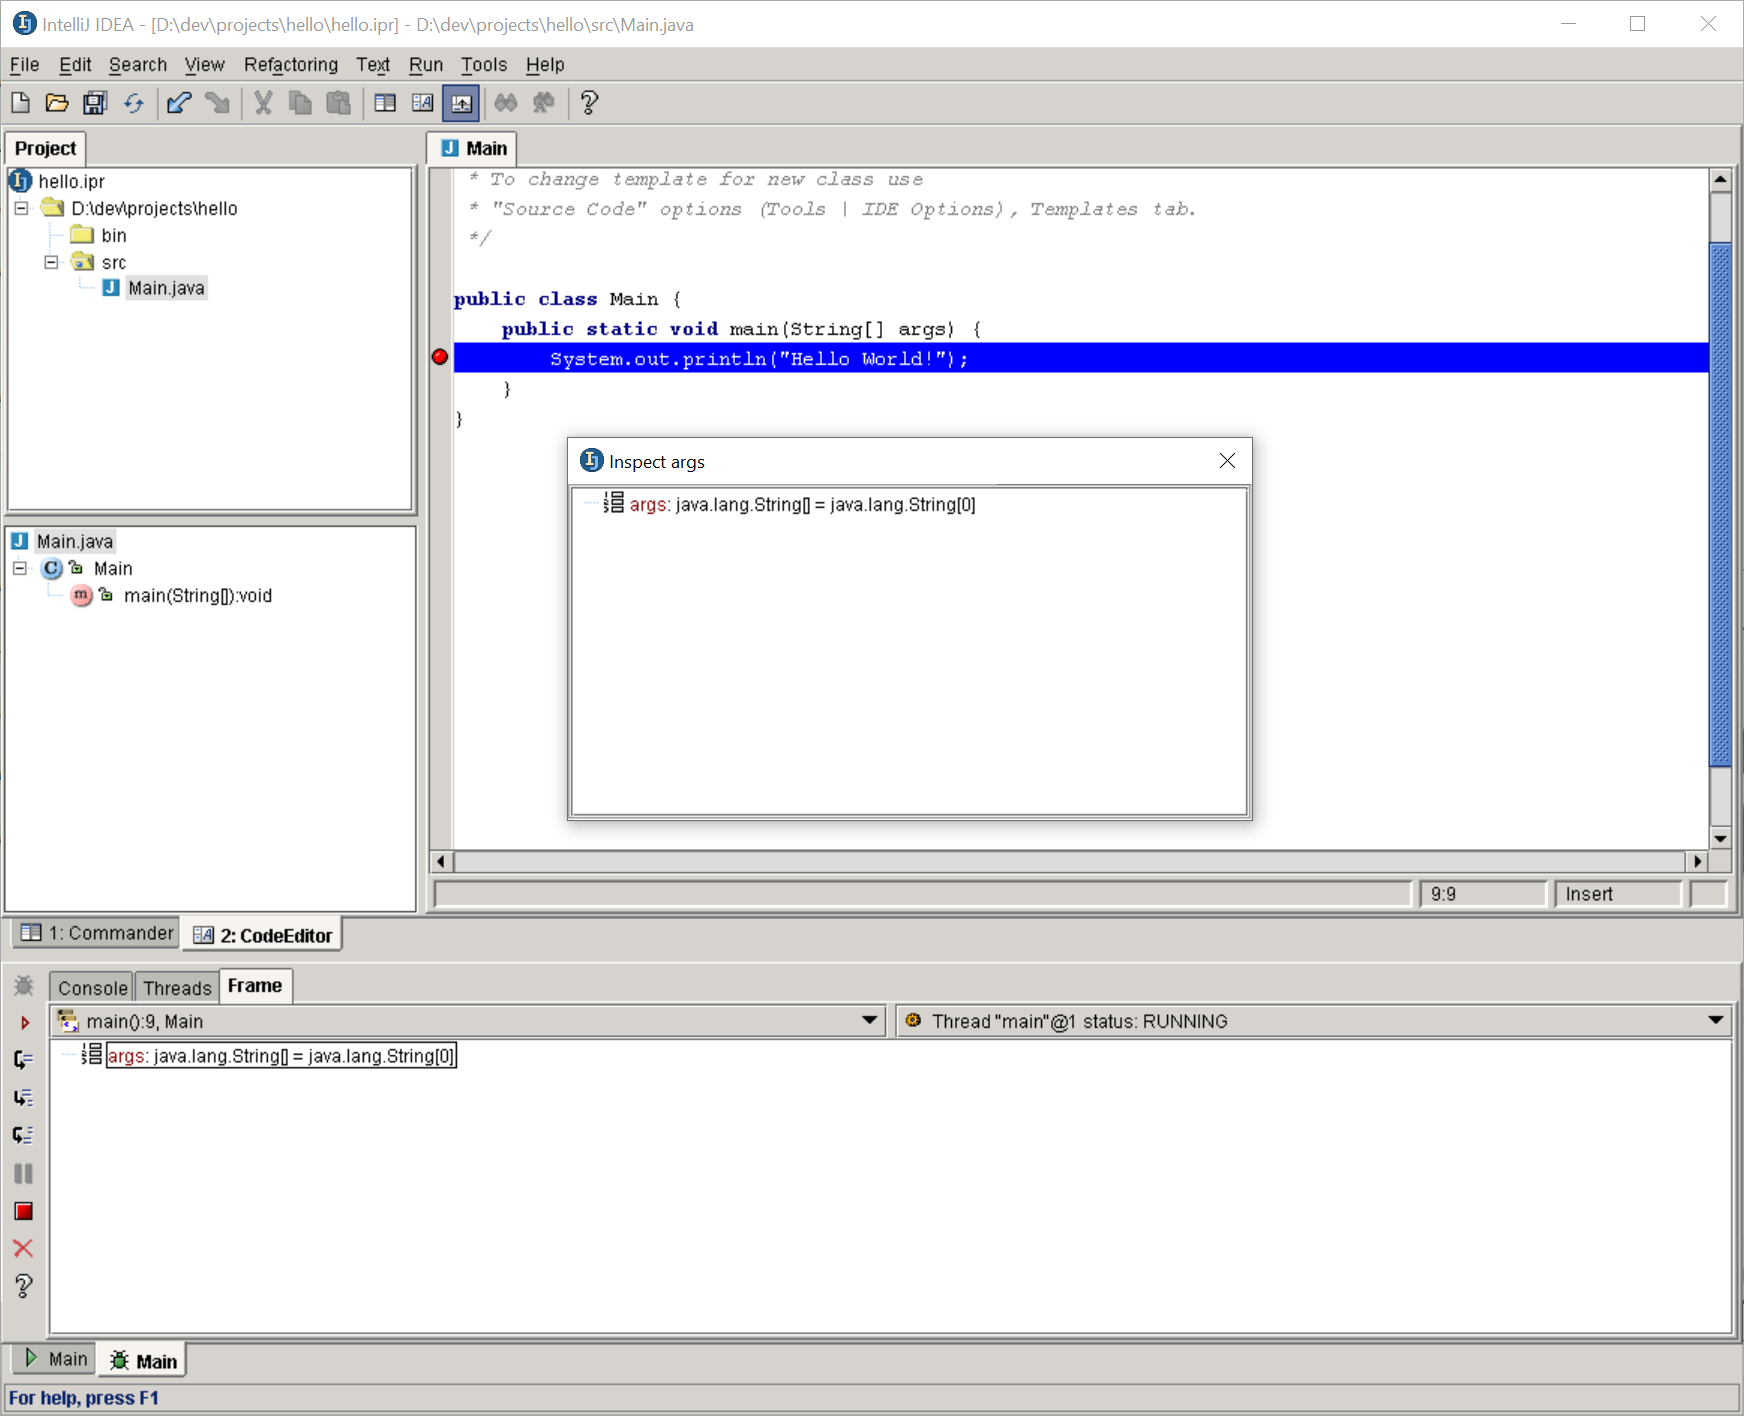 IntelliJ IDEA - [D:\dev\projects\hello\hello.ipr] - D:\dev\projects\hello\src\Main.java
File Edit Search View Refactoring Text Run Tools Help
Project
hello.ipr
D:\dev\projects\hello
bin
src
Main.java
Main.java
Main
main(String[]):void
Main
* To change template for new class use
* "Source Code" options (Tools | IDE Options), Templates tab.
*/
public class Main {
public static void main(String[] args) {
System.out.println("Hello World!");
}
}
Inspect args
args: java.lang.String[] = java.lang.String[0]
9:9 Insert
1: Commander 2: CodeEditor
Console Threads Frame
main():9, Main Thread "main"@1 status: RUNNING
args: java.lang.String[] = java.lang.String[0]
Main Main
For help, press F1